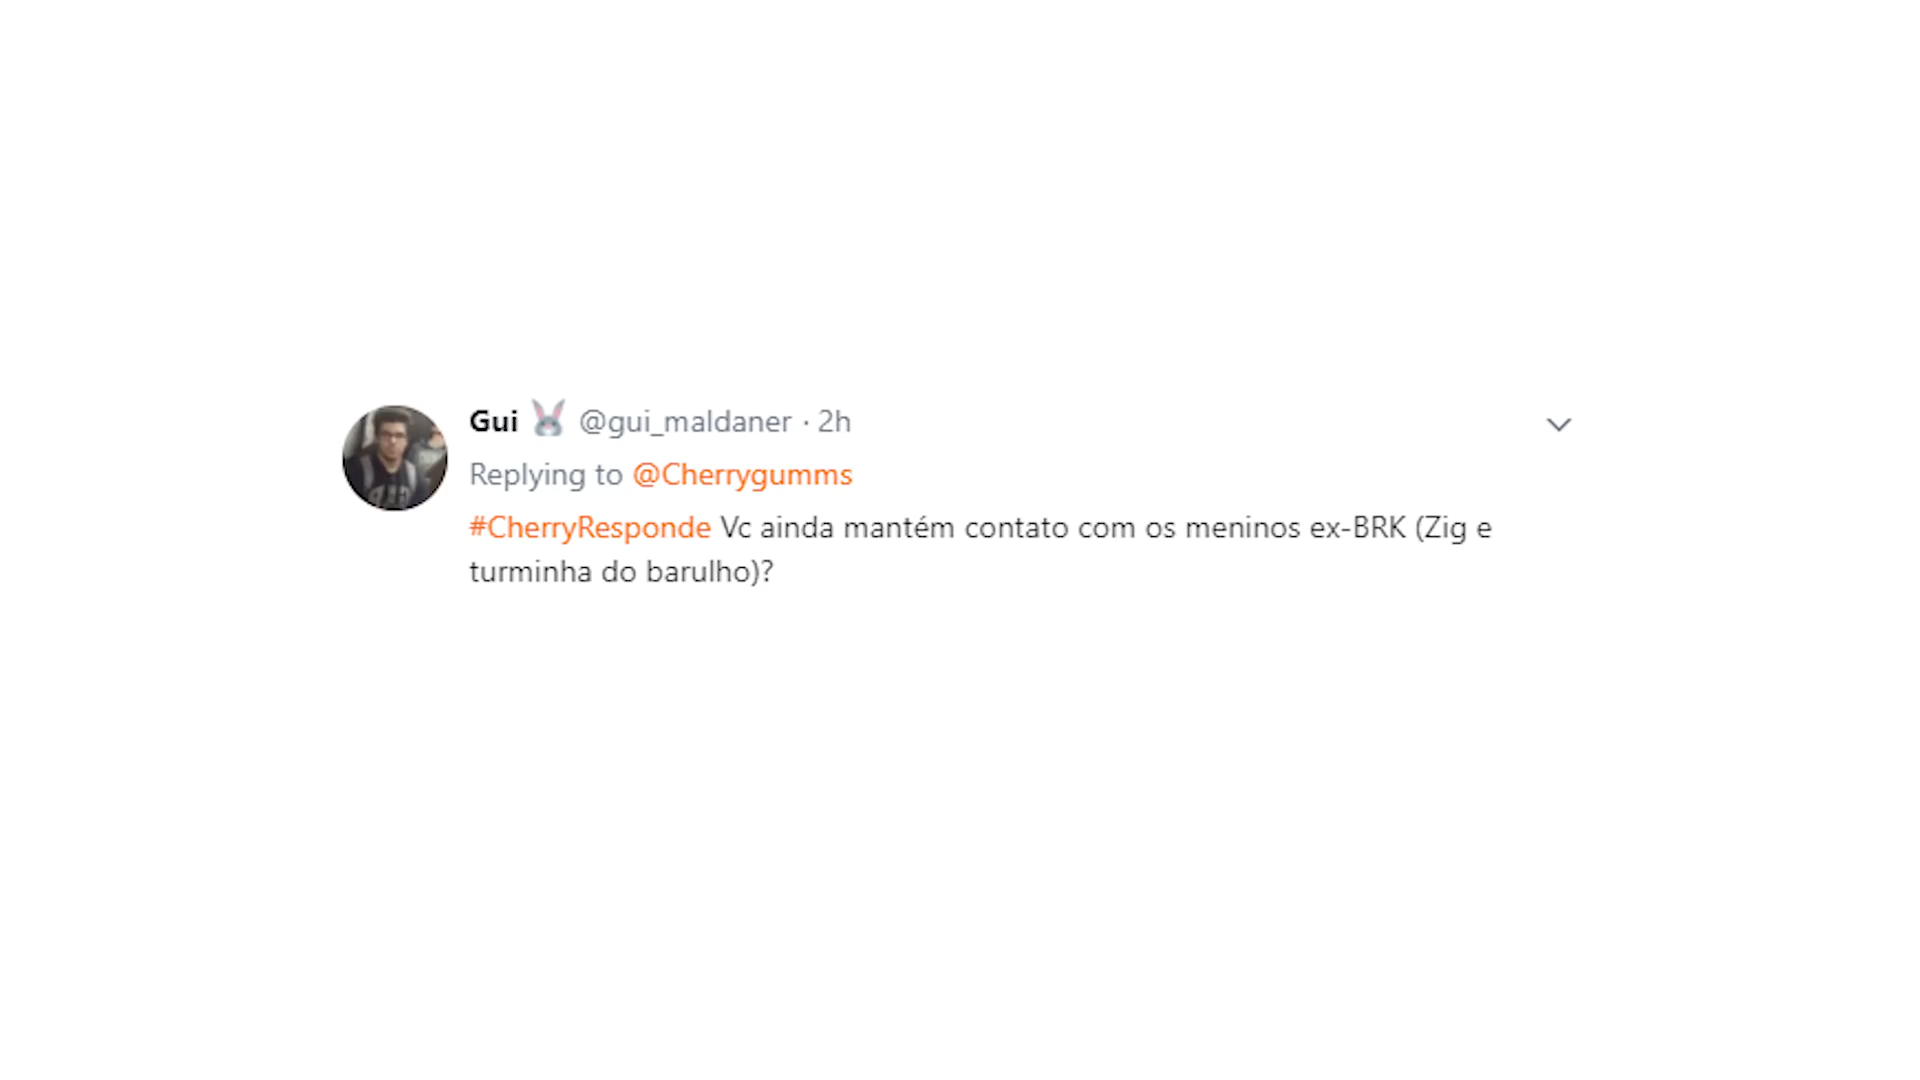 Gui 🐰 @gui_maldaner · 2h
Replying to @Cherrygumms
#CherryResponde Vc ainda mantém contato com os meninos ex-BRK (Zig e
turminha do barulho)?